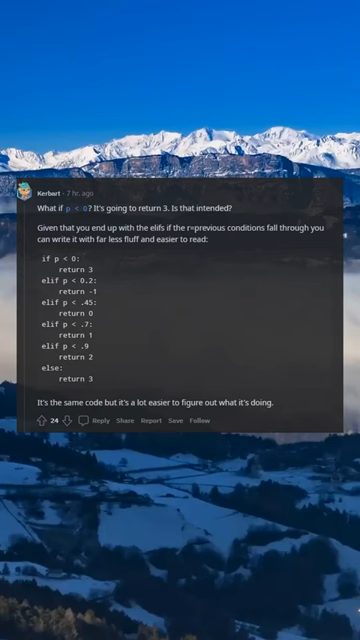 Kerbart · 7 hr. ago
What if p < 0? It's going to return 3. Is that intended?
Given that you end up with the elifs if the r=previous conditions fall through you
can write it with far less fluff and easier to read:
if p < 0:
    return 3
elif p < 0.2:
    return -1
elif p < .45:
    return 0
elif p < .7:
    return 1
elif p < .9
    return 2
else:
    return 3
It's the same code but it's a lot easier to figure out what it's doing.
24 Reply Share Report Save Follow